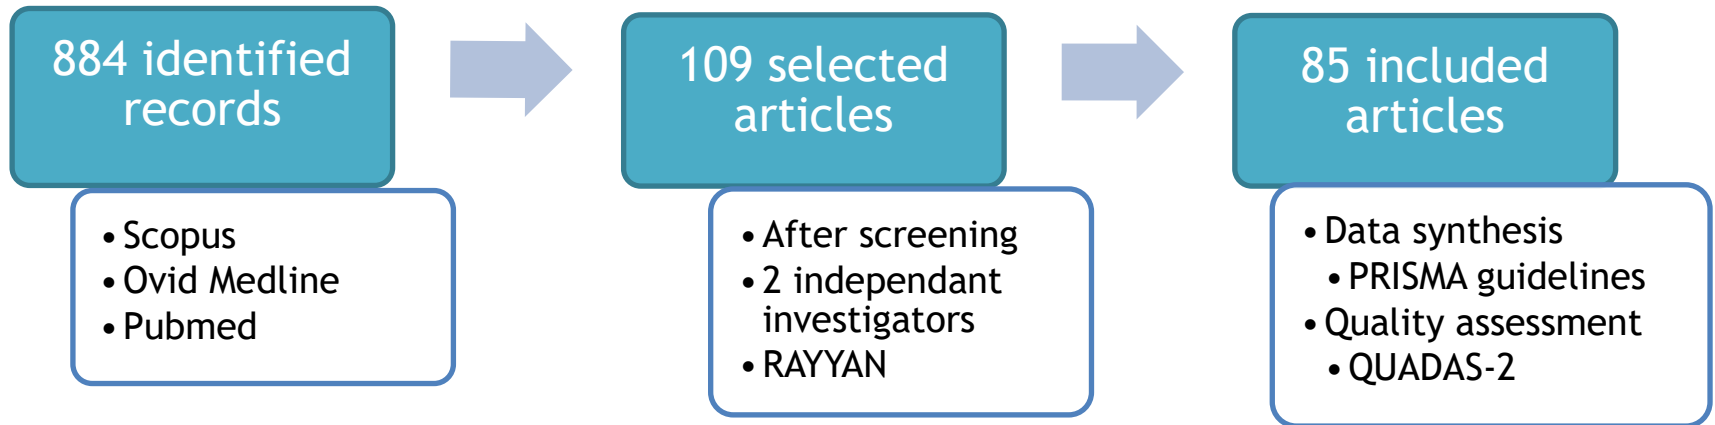 884 identified
records
• Scopus
• Ovid Medline
• Pubmed
109 selected
articles
• After screening
• 2 independant
investigators
• RAYYAN
85 included
articles
• Data synthesis
• PRISMA guidelines
• Quality assessment
• QUADAS-2